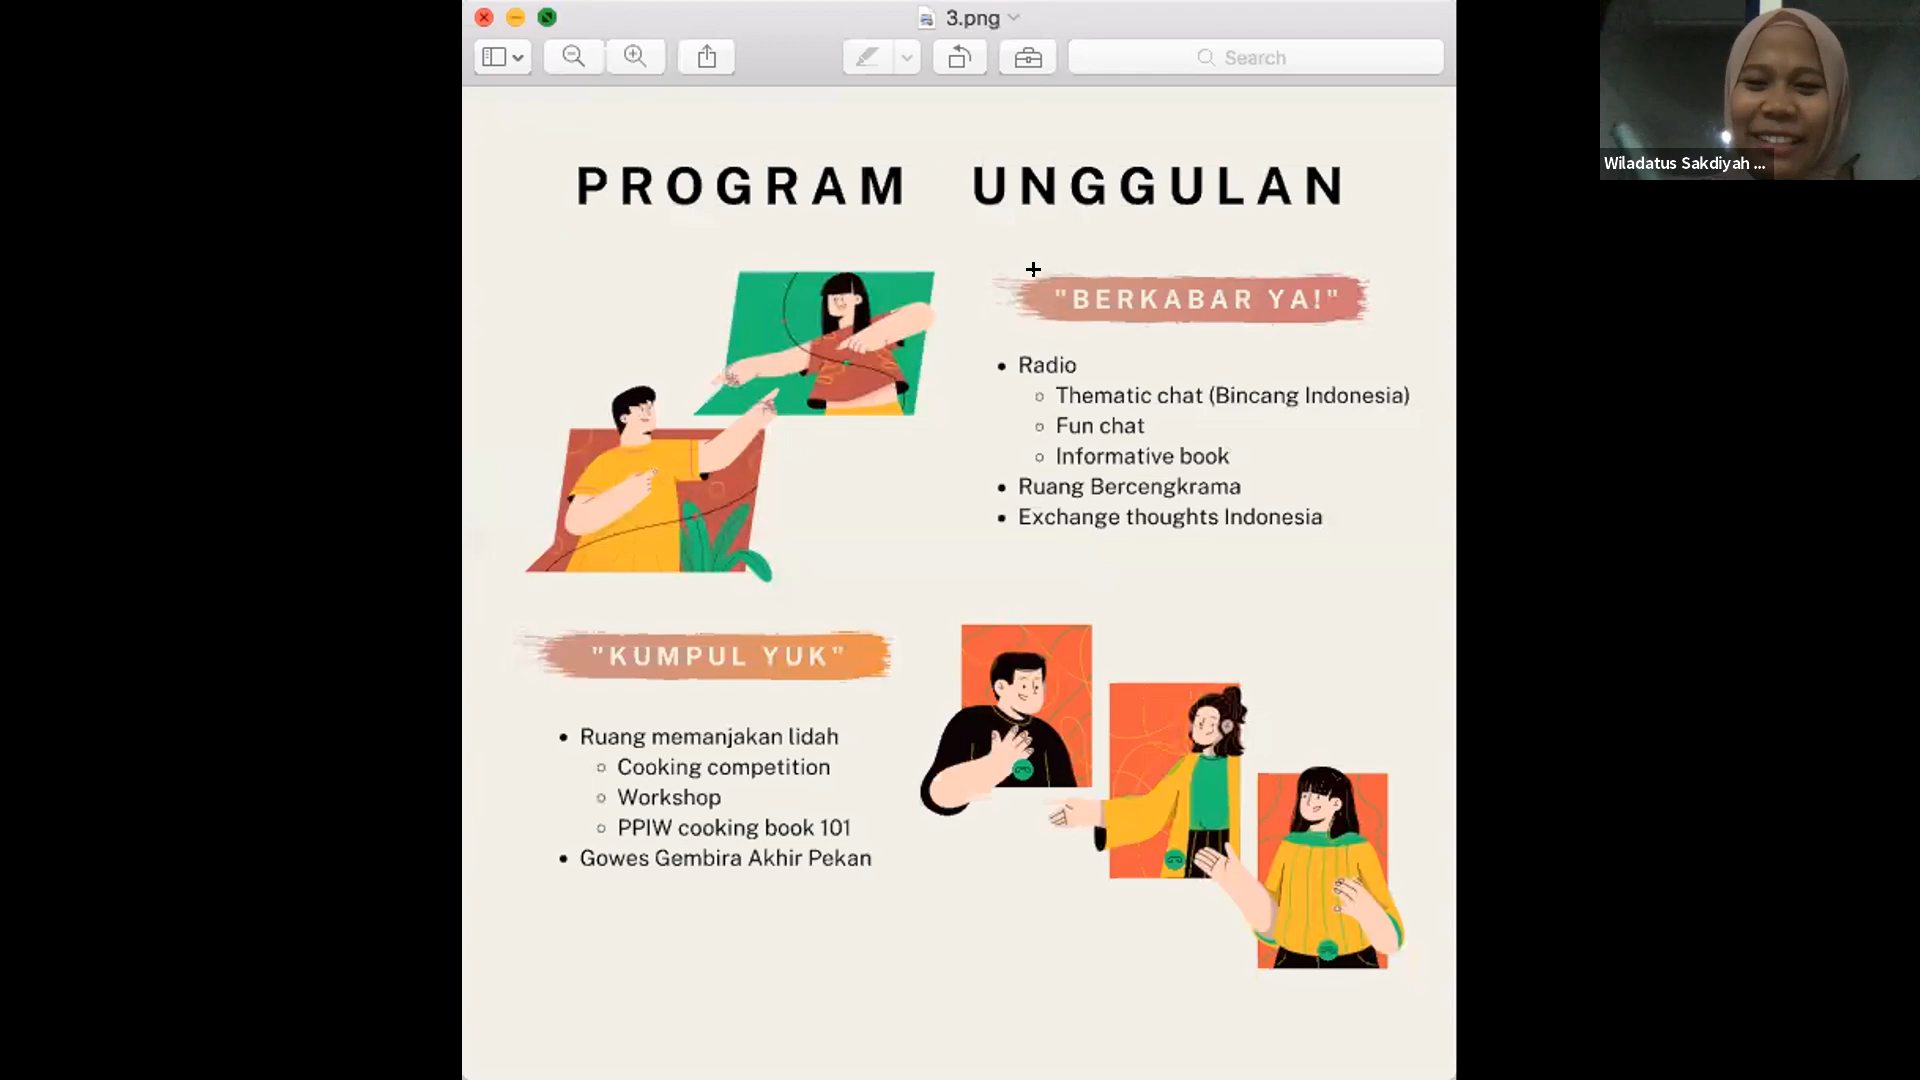 3.png
Search
Wiladatus Sakdiyah ...
PROGRAM UNGGULAN
"BERKABAR YA!"
Radio
Thematic chat (Bincang Indonesia)
Fun chat
Informative book
Ruang Bercengkrama
Exchange thoughts Indonesia
"KUMPUL YUK"
Ruang memanjakan lidah
Cooking competition
Workshop
PPIW cooking book 101
Gowes Gembira Akhir Pekan